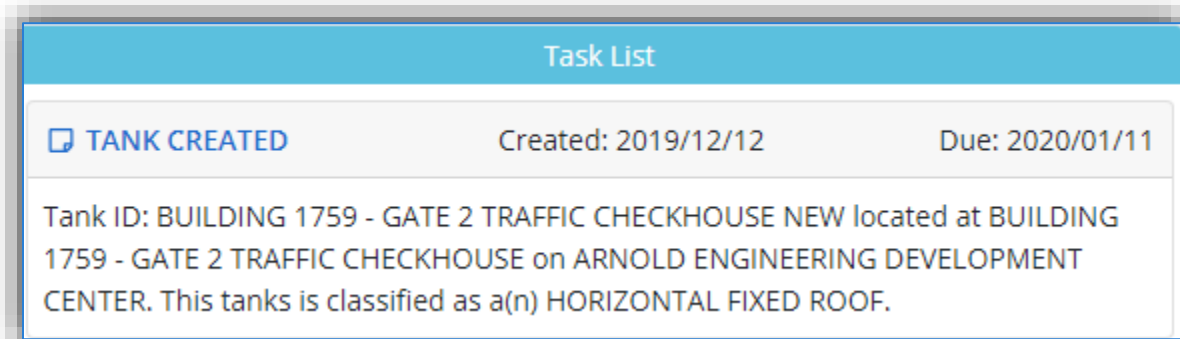 Task List
TANK CREATED Created: 2019/12/12 Due: 2020/01/11
Tank ID: BUILDING 1759 - GATE 2 TRAFFIC CHECKHOUSE NEW located at BUILDING
1759 - GATE 2 TRAFFIC CHECKHOUSE on ARNOLD ENGINEERING DEVELOPMENT
CENTER. This tanks is classified as a(n) HORIZONTAL FIXED ROOF.